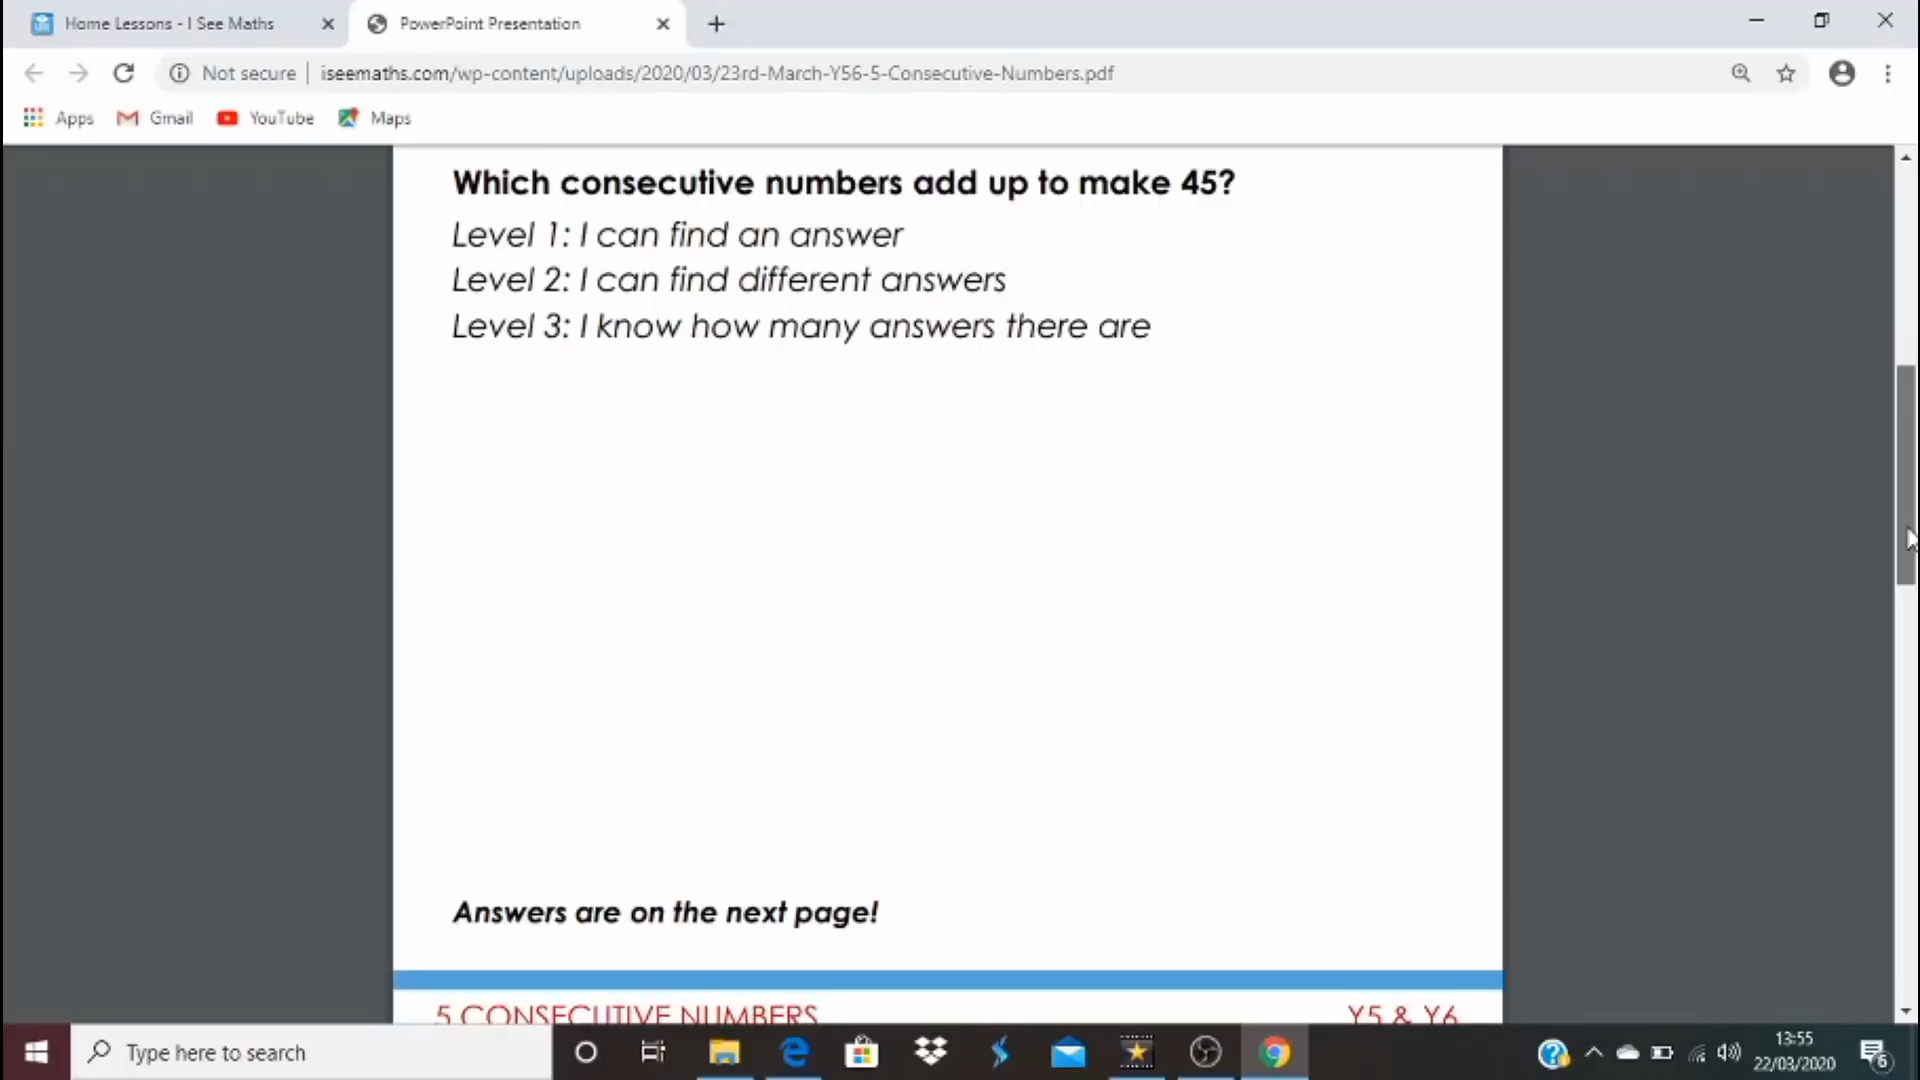 Home Lessons - I See Maths
PowerPoint Presentation
Not secure | iseemaths.com/wp-content/uploads/2020/03/23rd-March-Y56-5-Consecutive-Numbers.pdf
Apps Gmail YouTube Maps
Which consecutive numbers add up to make 45?
Level 1: I can find an answer
Level 2: I can find different answers
Level 3: I know how many answers there are
Answers are on the next page!
5 CONSECUTIVE NUMBERS Y5 & Y6
Type here to search
13:55
22/03/2020
6